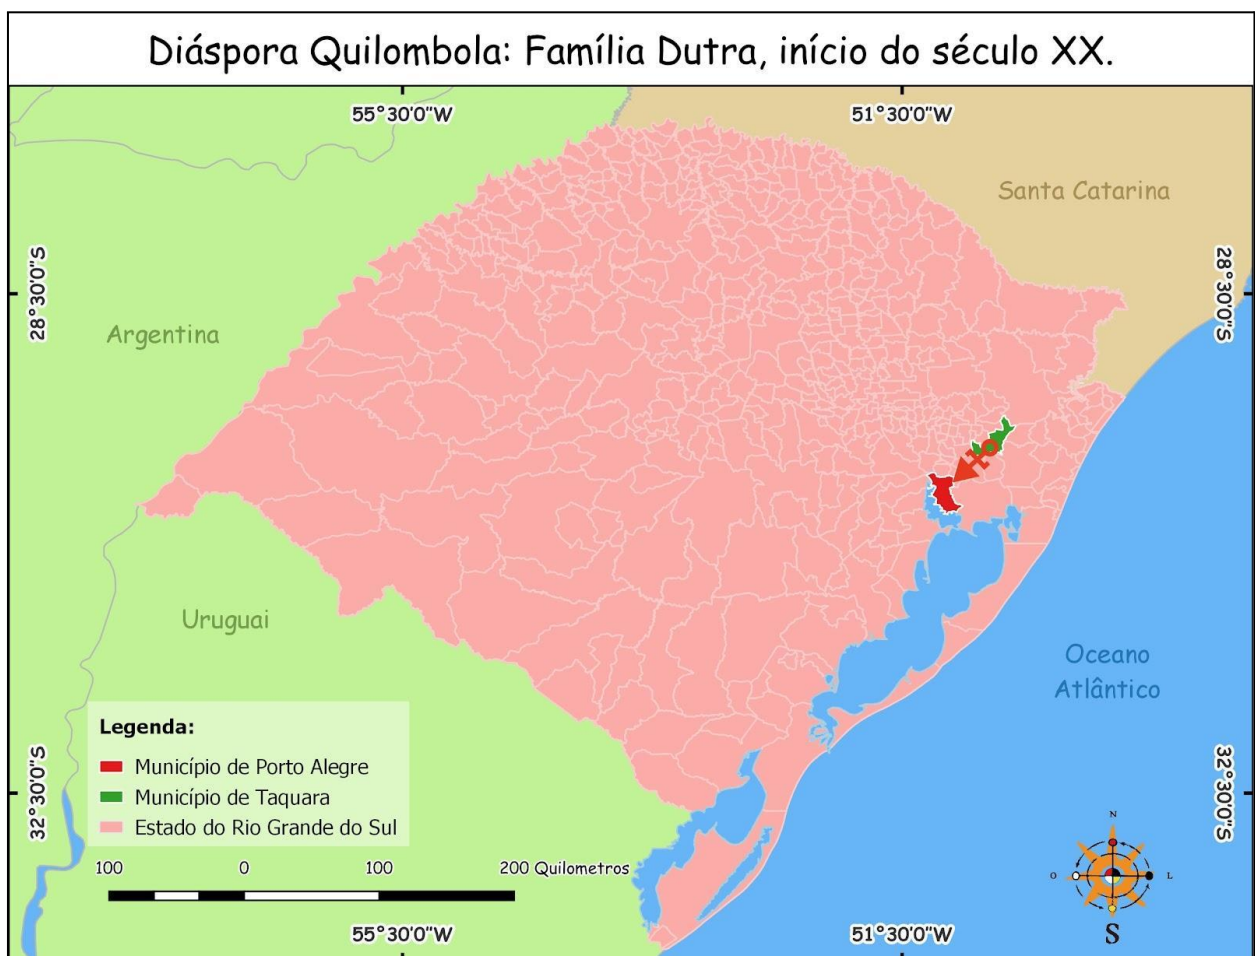 Diáspora Quilombola: Família Dutra, início do século XX.
55°30'0"W
51°30'0"W
Santa Catarina
28°30'0"S
28°30'0"S
Argentina
Uruguai
Oceano
Atlântico
Legenda:
Município de Porto Alegre
Município de Taquara
Estado do Rio Grande do Sul
32°30'0"S
32°30'0"S
100
0
100
200 Quilometros
N
O
L
S
55°30'0"W
51°30'0"W